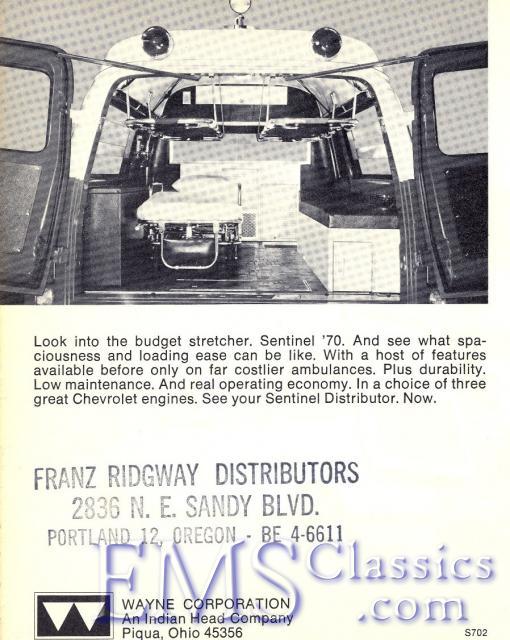 Look into the budget stretcher. Sentinel '70. And see what spa-
ciousness and loading ease can be like. With a host of features
available before only on far costlier ambulances. Plus durability.
Low maintenance. And real operating economy. In a choice of three
great Chevrolet engines. See your Sentinel Distributor. Now.
FRANZ RIDGWAY DISTRIBUTORS
2836 N. E. SANDY BLVD.
PORTLAND 12, OREGON - BE 4-6611
EMSClassics
.com
WAYNE CORPORATION
An Indian Head Company
Piqua, Ohio 45356
S702